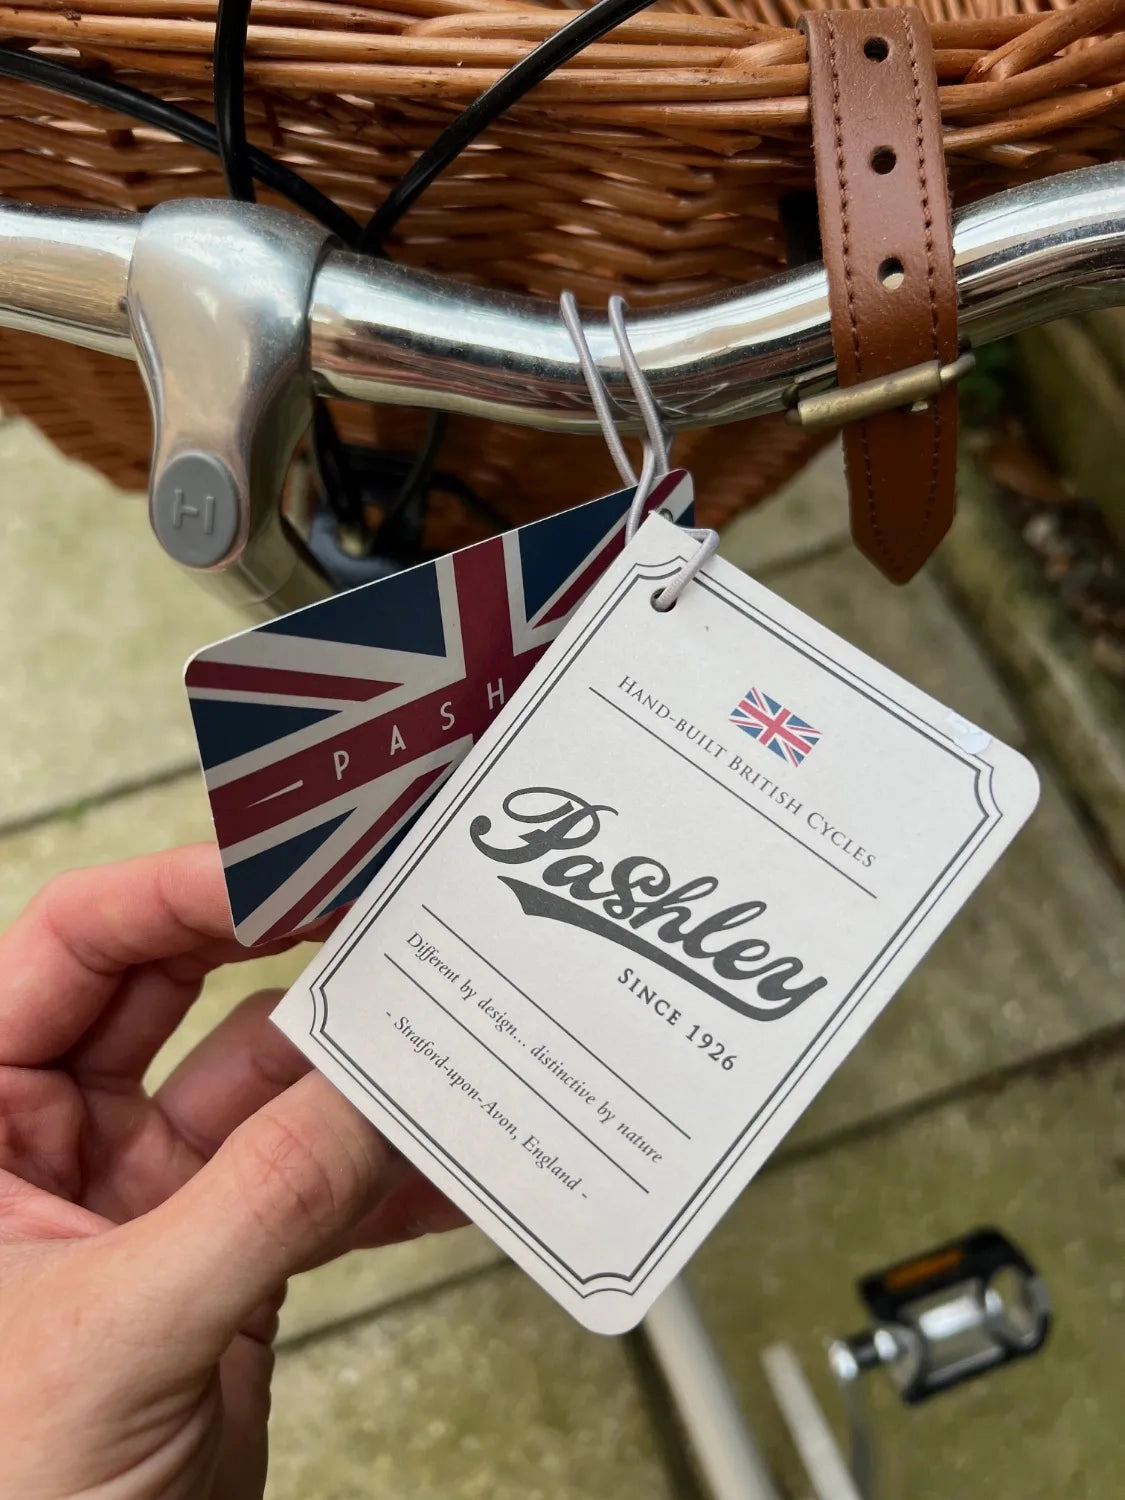 HAND-BUILT BRITISH CYCLES
Pashley
SINCE 1926
Different by design... distinctive by nature
- Stratford-upon-Avon, England -
PASH
H